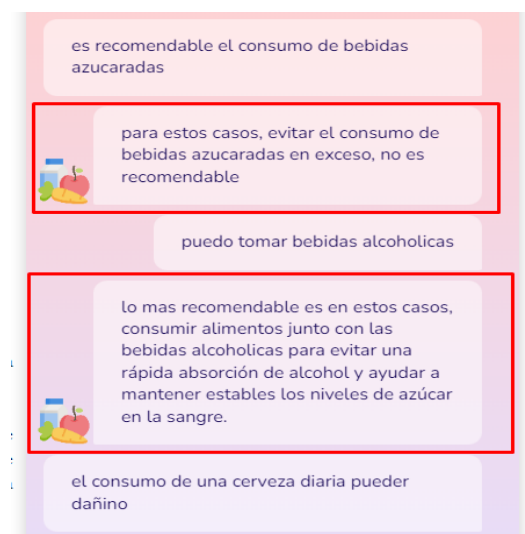 es recomendable el consumo de bebidas
azucaradas
para estos casos, evitar el consumo de
bebidas azucaradas en exceso, no es
recomendable
puedo tomar bebidas alcoholicas
lo mas recomendable es en estos casos,
consumir alimentos junto con las
bebidas alcoholicas para evitar una
rápida absorción de alcohol y ayudar a
mantener estables los niveles de azúcar
en la sangre.
el consumo de una cerveza diaria pueder
dañino